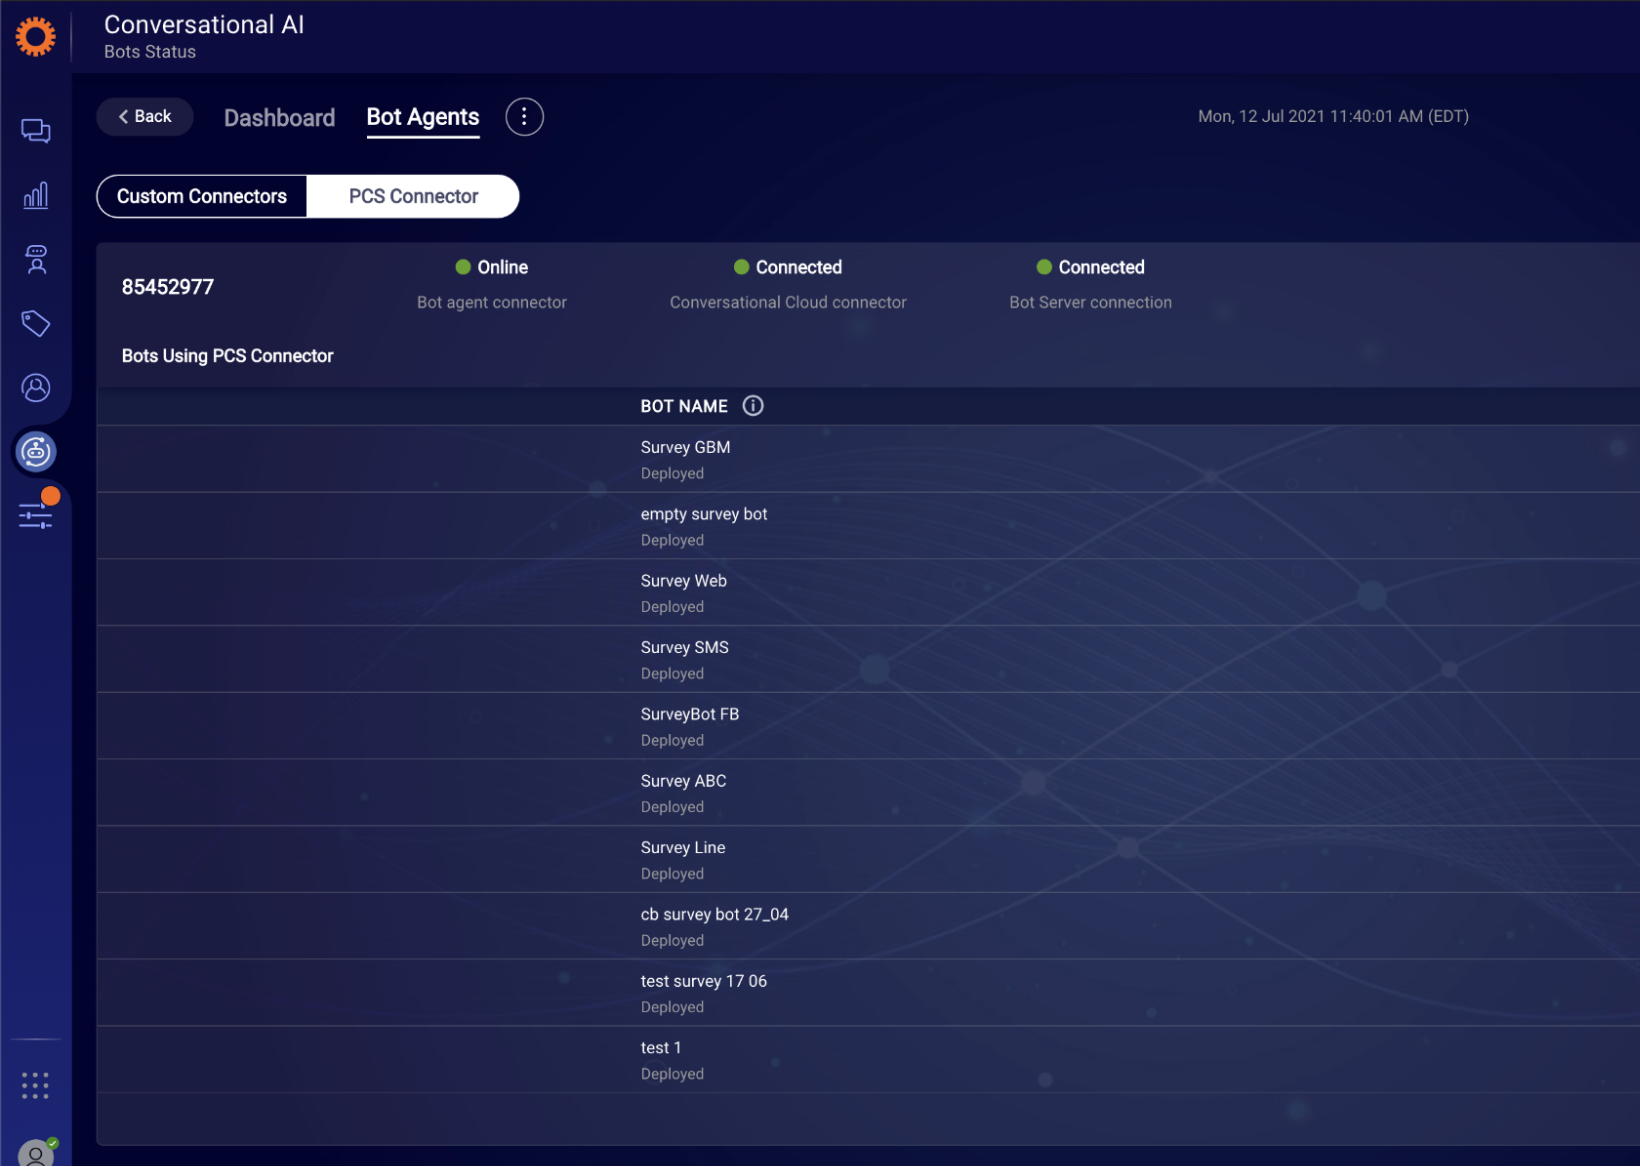 Conversational AI
Bots Status
Back
Dashboard
Bot Agents
Mon, 12 Jul 2021 11:40:01 AM (EDT)
Custom Connectors
PCS Connector
85452977
Online
Connected
Connected
Bot agent connector
Conversational Cloud connector
Bot Server connection
Bots Using PCS Connector
BOT NAME
Survey GBM
Deployed
empty survey bot
Deployed
Survey Web
Deployed
Survey SMS
Deployed
SurveyBot FB
Deployed
Survey ABC
Deployed
Survey Line
Deployed
cb survey bot 27_04
Deployed
test survey 17 06
Deployed
test 1
Deployed